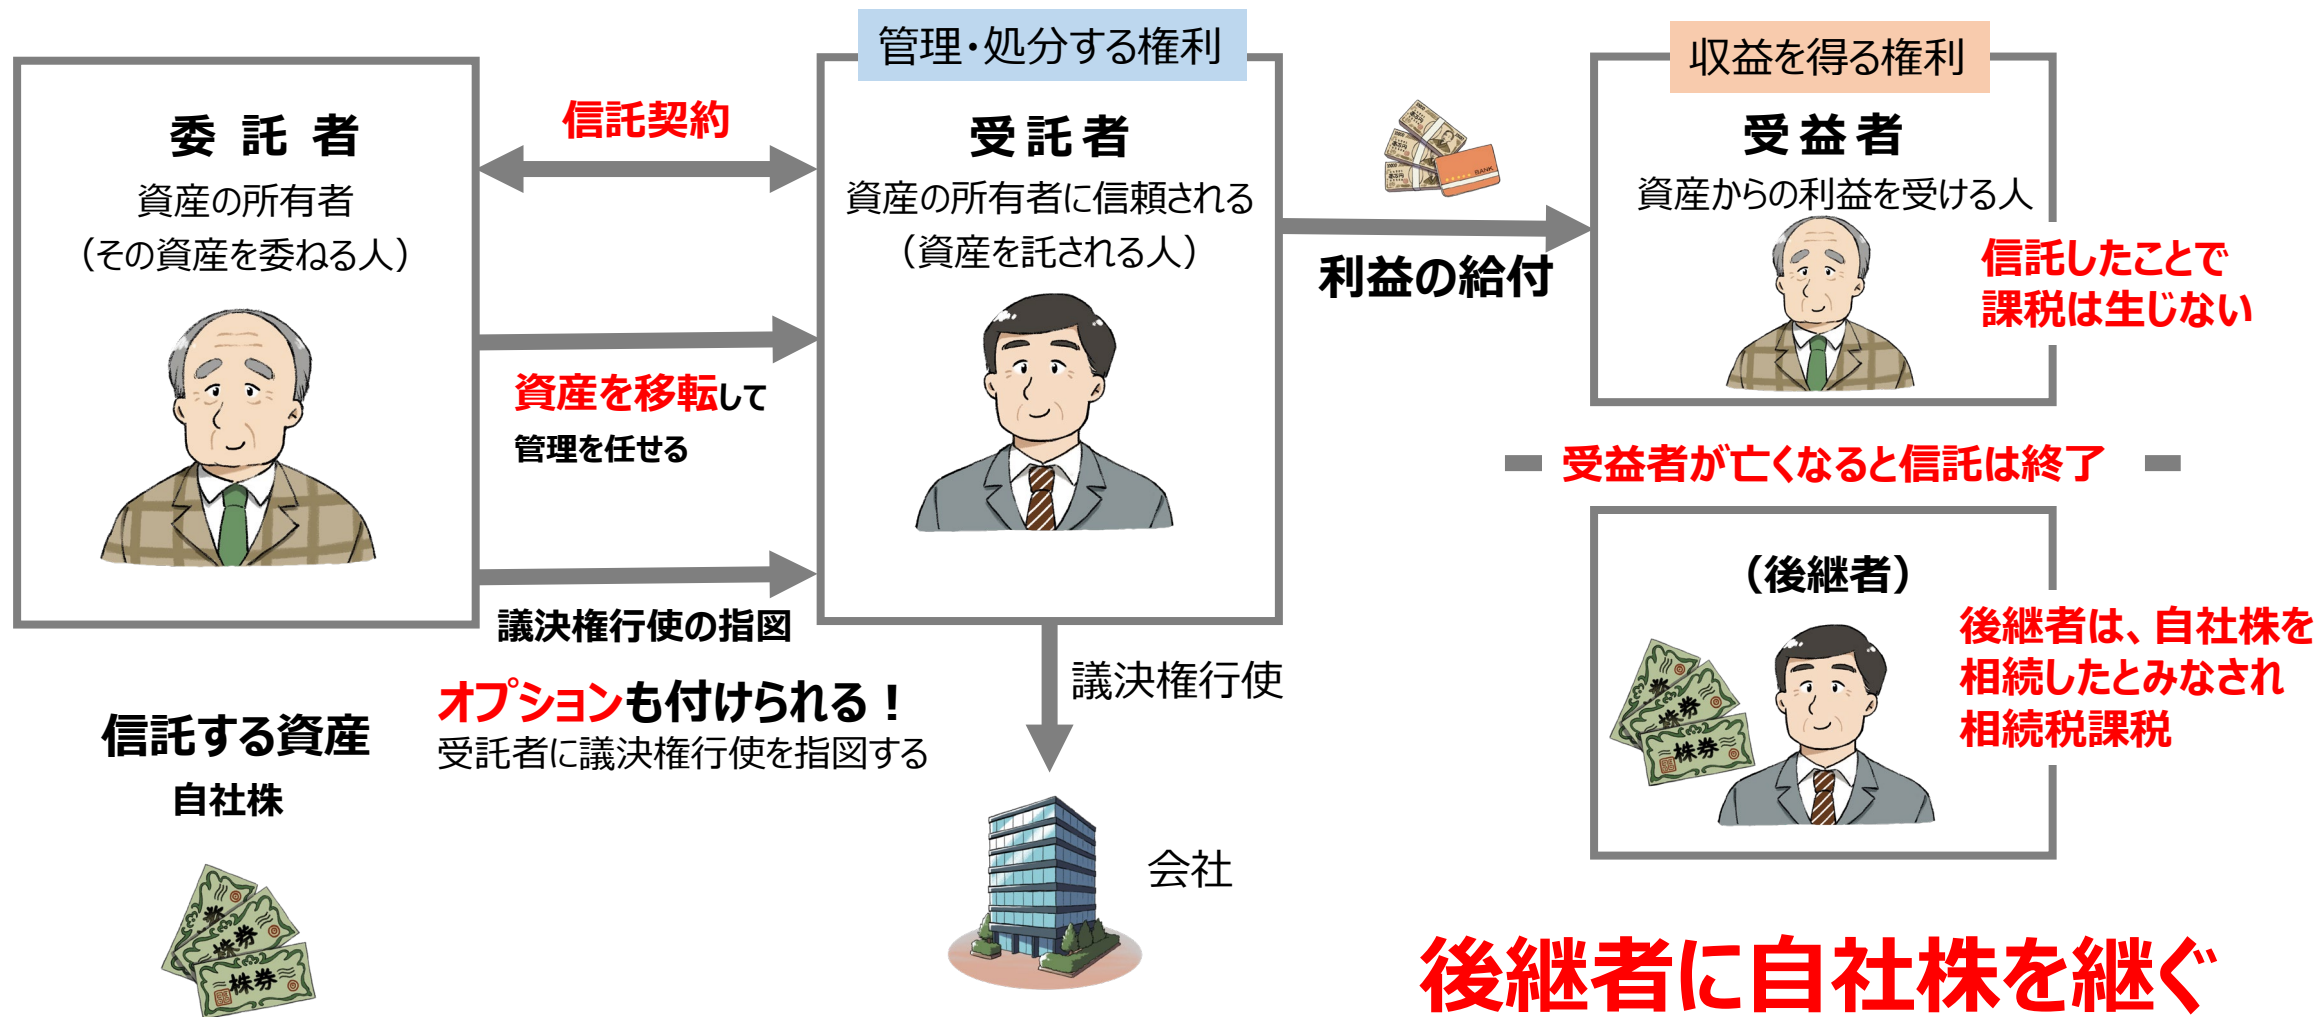 管理・処分する権利
収益を得る権利
委託者
資産の所有者
（その資産を委ねる人）
信託契約
資産を移転して
管理を任せる
議決権行使の指図
オプションも付けられる！
受託者に議決権行使を指図する
信託する資産
自社株
株券
株券
株券
受託者
資産の所有者に信頼される
（資産を託される人）
議決権行使
会社
BANK
利益の給付
受益者
資産からの利益を受ける人
信託したことで
課税は生じない
受益者が亡くなると信託は終了
（後継者）
株券
株券
株券
後継者は、自社株を
相続したとみなされ
相続税課税
後継者に自社株を継ぐ